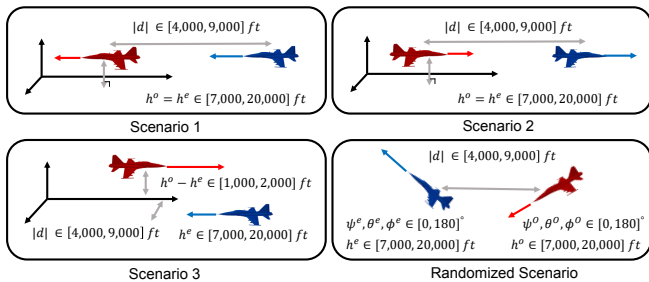 |d| ∈ [4,000, 9,000] ft
h^o = h^e ∈ [7,000, 20,000] ft
Scenario 1
|d| ∈ [4,000, 9,000] ft
h^o = h^e ∈ [7,000, 20,000] ft
Scenario 2
h^o − h^e ∈ [1,000, 2,000] ft
|d| ∈ [4,000, 9,000] ft
h^e ∈ [7,000, 20,000] ft
Scenario 3
|d| ∈ [4,000, 9,000] ft
ψ^e, θ^e, ϕ^e ∈ [0, 180]°
h^e ∈ [7,000, 20,000] ft
ψ^o, θ^o, ϕ^o ∈ [0, 180]°
h^o ∈ [7,000, 20,000] ft
Randomized Scenario